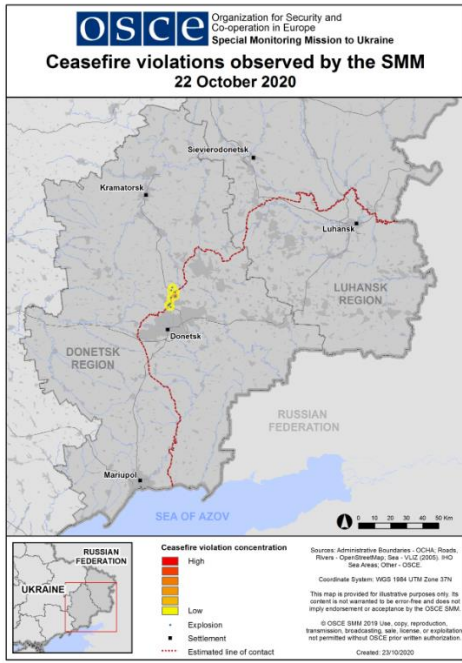 OSCE Organization for Security and
Co-operation in Europe
Special Monitoring Mission to Ukraine
Ceasefire violations observed by the SMM
22 October 2020
Sievierodonetsk
Kramatorsk
Luhansk
LUHANSK
REGION
Donetsk
DONETSK
REGION
RUSSIAN
FEDERATION
Mariupol
SEA OF AZOV
0 10 20 30 40 50 Km
RUSSIAN
FEDERATION
UKRAINE
Ceasefire violation concentration
High
Low
Explosion
Settlement
Estimated line of contact
Sources: Administrative Boundaries - OCHA; Roads,
Rivers - OpenStreetMap; Sea - VLIZ (2005). IHO
Sea Areas; Other - OSCE.
Coordinate System: WGS 1984 UTM Zone 37N
This map is provided for illustrative purposes only. Its
content is not warranted to be error-free and does not
imply endorsement or acceptance by the OSCE SMM.
© OSCE SMM 2019 Use, copy, reproduction,
transmission, broadcasting, sale, license, or exploitation
not permitted without OSCE prior written authorization.
Created: 23/10/2020